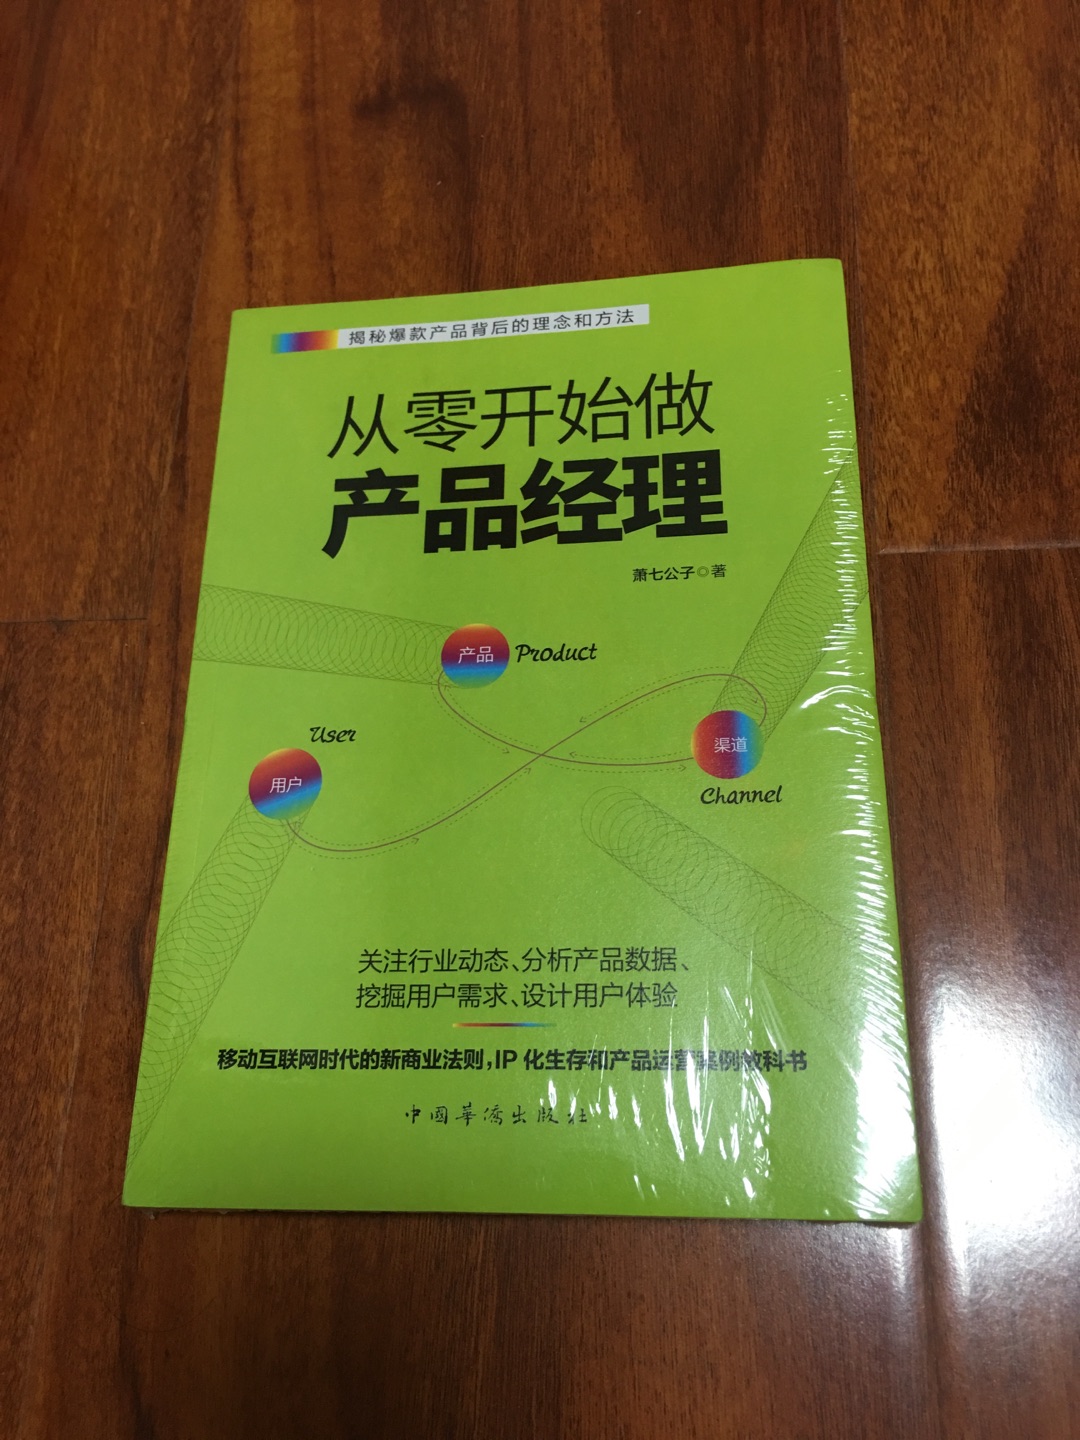 揭秘爆款产品背后的理念和方法
从零开始做
产品经理
萧七公子◎著
产品 Product
User
用户
渠道
Channel
关注行业动态、分析产品数据、
挖掘用户需求、设计用户体验
移动互联网时代的新商业法则,IP 化生存和产品运营案例教科书
中國華僑出版社